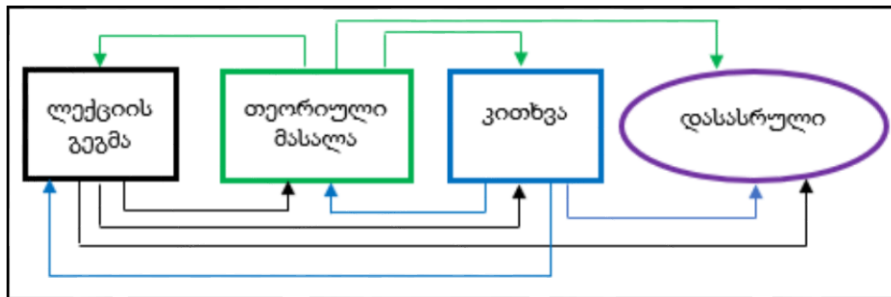 ლექციის
გეგმა
თეორიული
მასალა
კითხვა
დასასრული